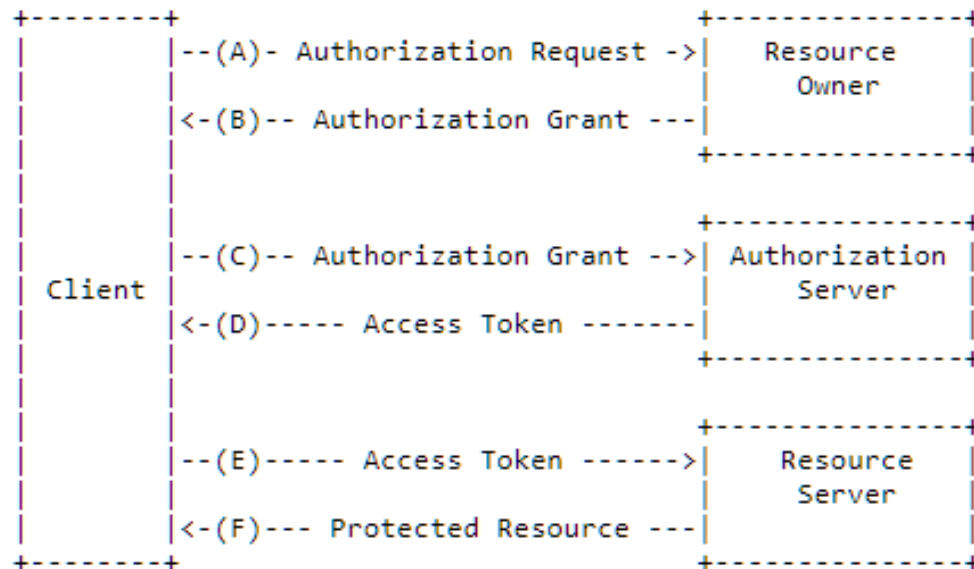 +--------+                               +---------------+
|        |--(A)- Authorization Request ->|   Resource    |
|        |                               |     Owner     |
|        |<-(B)-- Authorization Grant ---|               |
|        |                               +---------------+
|        |
|        |                               +---------------+
|        |--(C)-- Authorization Grant -->| Authorization |
| Client |                               |     Server    |
|        |<-(D)----- Access Token -------|               |
|        |                               +---------------+
|        |
|        |                               +---------------+
|        |--(E)----- Access Token ------>|    Resource   |
|        |                               |     Server    |
|        |<-(F)--- Protected Resource ---|               |
+--------+                               +---------------+